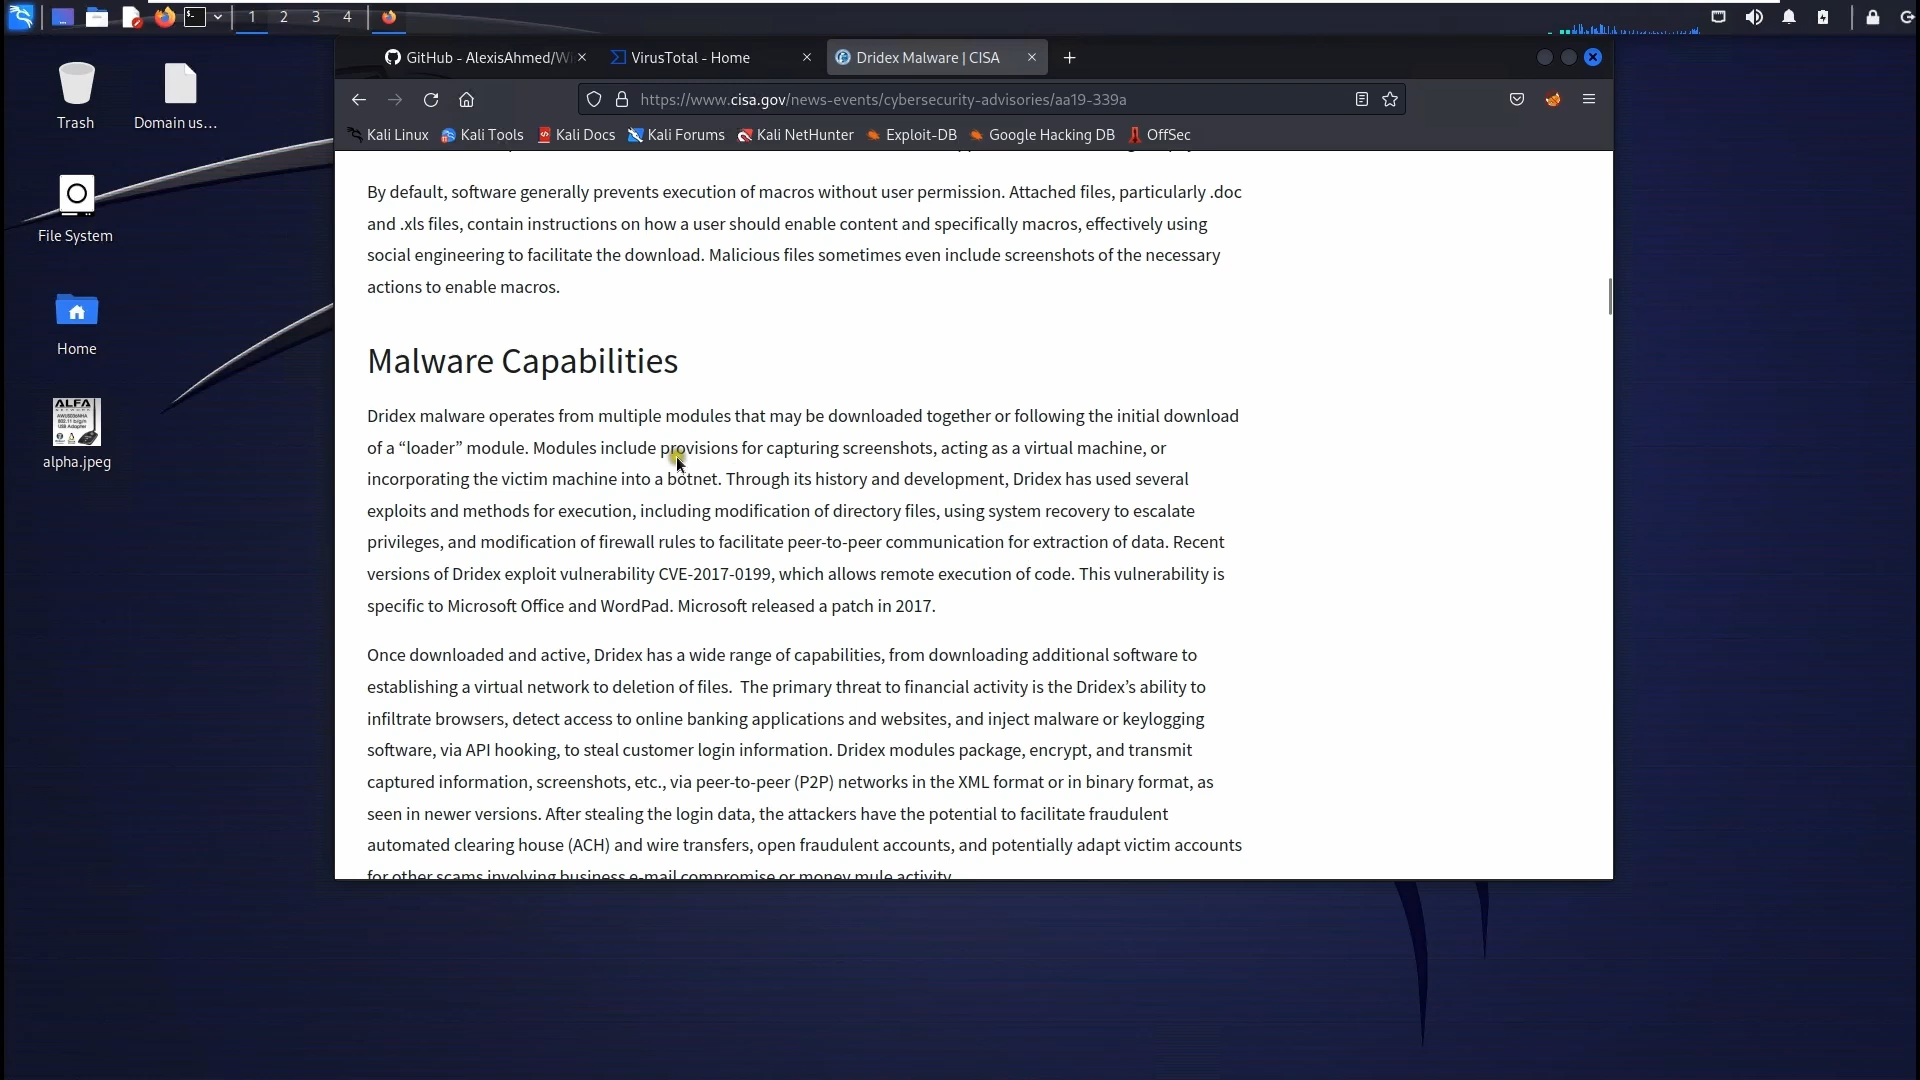 1
2
3
4
GitHub - AlexisAhmed/Wi
VirusTotal - Home
Dridex Malware | CISA
https://www.cisa.gov/news-events/cybersecurity-advisories/aa19-339a
Kali Linux
Kali Tools
Kali Docs
Kali Forums
Kali NetHunter
Exploit-DB
Google Hacking DB
OffSec
Trash
Domain us...
File System
Home
ALFA
alpha.jpeg
By default, software generally prevents execution of macros without user permission. Attached files, particularly .doc
and .xls files, contain instructions on how a user should enable content and specifically macros, effectively using
social engineering to facilitate the download. Malicious files sometimes even include screenshots of the necessary
actions to enable macros.
Malware Capabilities
Dridex malware operates from multiple modules that may be downloaded together or following the initial download
of a “loader” module. Modules include provisions for capturing screenshots, acting as a virtual machine, or
incorporating the victim machine into a botnet. Through its history and development, Dridex has used several
exploits and methods for execution, including modification of directory files, using system recovery to escalate
privileges, and modification of firewall rules to facilitate peer-to-peer communication for extraction of data. Recent
versions of Dridex exploit vulnerability CVE-2017-0199, which allows remote execution of code. This vulnerability is
specific to Microsoft Office and WordPad. Microsoft released a patch in 2017.
Once downloaded and active, Dridex has a wide range of capabilities, from downloading additional software to
establishing a virtual network to deletion of files.  The primary threat to financial activity is the Dridex’s ability to
infiltrate browsers, detect access to online banking applications and websites, and inject malware or keylogging
software, via API hooking, to steal customer login information. Dridex modules package, encrypt, and transmit
captured information, screenshots, etc., via peer-to-peer (P2P) networks in the XML format or in binary format, as
seen in newer versions. After stealing the login data, the attackers have the potential to facilitate fraudulent
automated clearing house (ACH) and wire transfers, open fraudulent accounts, and potentially adapt victim accounts
for other scams involving business e-mail compromise or money mule activity.